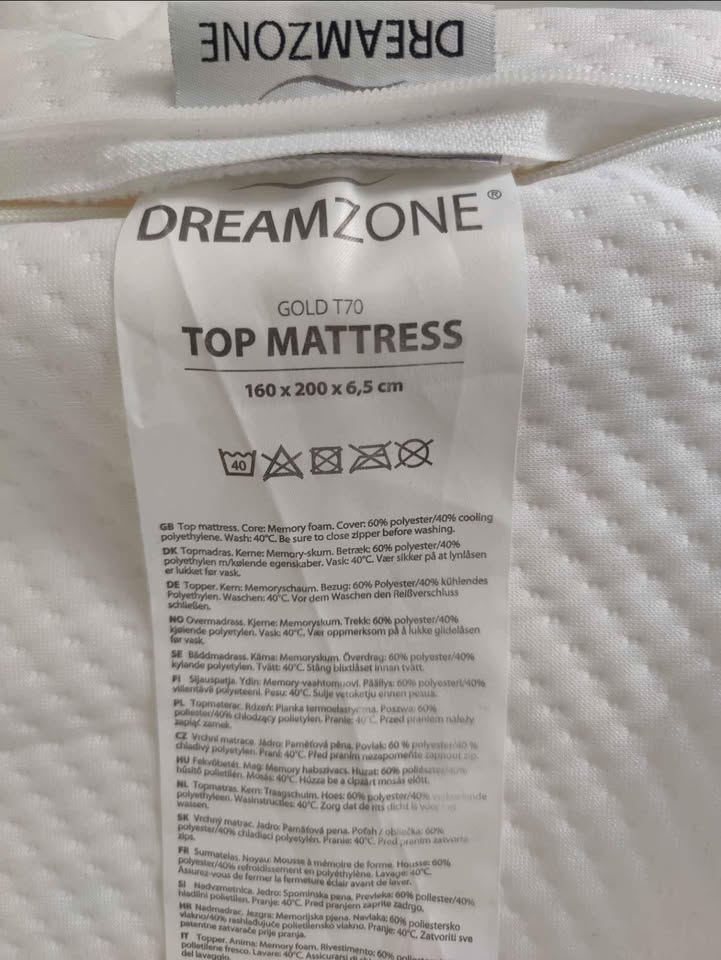 DREAMZONE
DREAMZONE®
GOLD T70
TOP MATTRESS
160 x 200 x 6,5 cm
40
GB Top mattress. Core: Memory foam. Cover: 60% polyester/40% cooling
polyethylene. Wash: 40°C. Be sure to close zipper before washing.
DK Topmadras. Kerne: Memory-skum. Betræk: 60% polyester/40%
polyethylen m/kølende egenskaber. Vask: 40°C. Vær sikker på at lynlåsen
er lukket før vask.
DE Topper. Kern: Memoryschaum. Bezug: 60% Polyester/40% kühlendes
Polyethylen. Waschen: 40°C. Vor dem Waschen den Reißverschluss
schließen.
NO Overmadrass. Kjerne: Memoryskum. Trekk: 60% polyester/40%
kjølende polyetylen. Vask: 40°C. Vær oppmerksom på å lukke glidelåsen
før vask.
SE Bäddmadrass. Kärna: Memoryskum. Överdrag: 60% polyester/40%
kylande polyetylen. Tvätt: 40°C. Stäng blixtlåset innan tvätt.
FI Sijauspatja. Ydin: Memory-vaahtomuovi. Päällys: 60% polyesteri/40%
viilentävä polyeteeni. Pesu: 40°C. Sulje vetoketju ennen pesua.
PL Topmaterac. Rdzeń: Pianka termoelastyczna. Poszwa: 60%
poliester/40% chłodzący polietylen. Pranie: 40°C. Przed praniem należy
zapiąć zamek.
CZ Vrchní matrace. Jádro: Paměťová pěna. Povlak: 60 % polyester/40 %
chladivý polyetylen. Praní: 40°C. Před praním nezapomeňte zapnout zip.
HU Fekvőbetét. Mag: Memory habszivacs. Huzat: 60% poliészter/40%
hűsítő polietilén. Mosás: 40°C. Húzza be a cipzárt mosás előtt.
NL Topmatras. Kern: Traagschuim. Hoes: 60% polyester/40% verkoelende
polyethyleen. Wasinstructies: 40°C. Zorg dat de rits dicht is voor het
wassen.
SK Vrchný matrac. Jadro: Pamäťová pena. Poťah / obliečka: 60%
polyester/40% chladiaci polyetylén. Pranie: 40°C. Pred praním zatvorte
zips.
FR Surmatelas. Noyau: Mousse à mémoire de forme. Housse: 60%
polyester/40% refroidissement en polyéthylène. Lavage: 40°C.
Assurez-vous de fermer la fermeture éclair avant de laver.
SI Nadvzmetnica. Jedro: Spominska pena. Prevleka: 60% poliester/40%
hladilni polietilen. Pranje: 40°C. Pred pranjem zaprite zadrgo.
HR Nadmadrac. Jezgra: Memorijska pjena. Navlaka: 60% poliestersko
vlakno/40% rashlađujuće polietilensko vlakno. Pranje: 40°C. Zatvoriti sve
patentne zatvarače prije pranja.
IT Topper. Anima: Memory foam. Rivestimento: 60%
polietilene fresco. Lavare: 40°C.
del lavaggio.